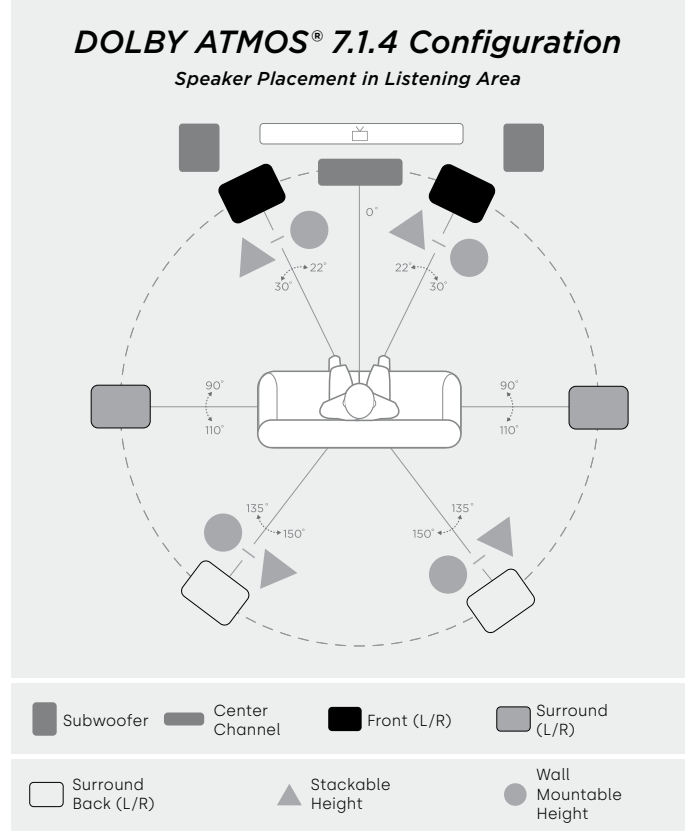 DOLBY ATMOS® 7.1.4 Configuration
Speaker Placement in Listening Area
0°
22°
30°
22°
30°
90°
110°
90°
110°
135°
150°
135°
150°
Subwoofer
Center
Channel
Front (L/R)
Surround
(L/R)
Surround
Back (L/R)
Stackable
Height
Wall
Mountable
Height